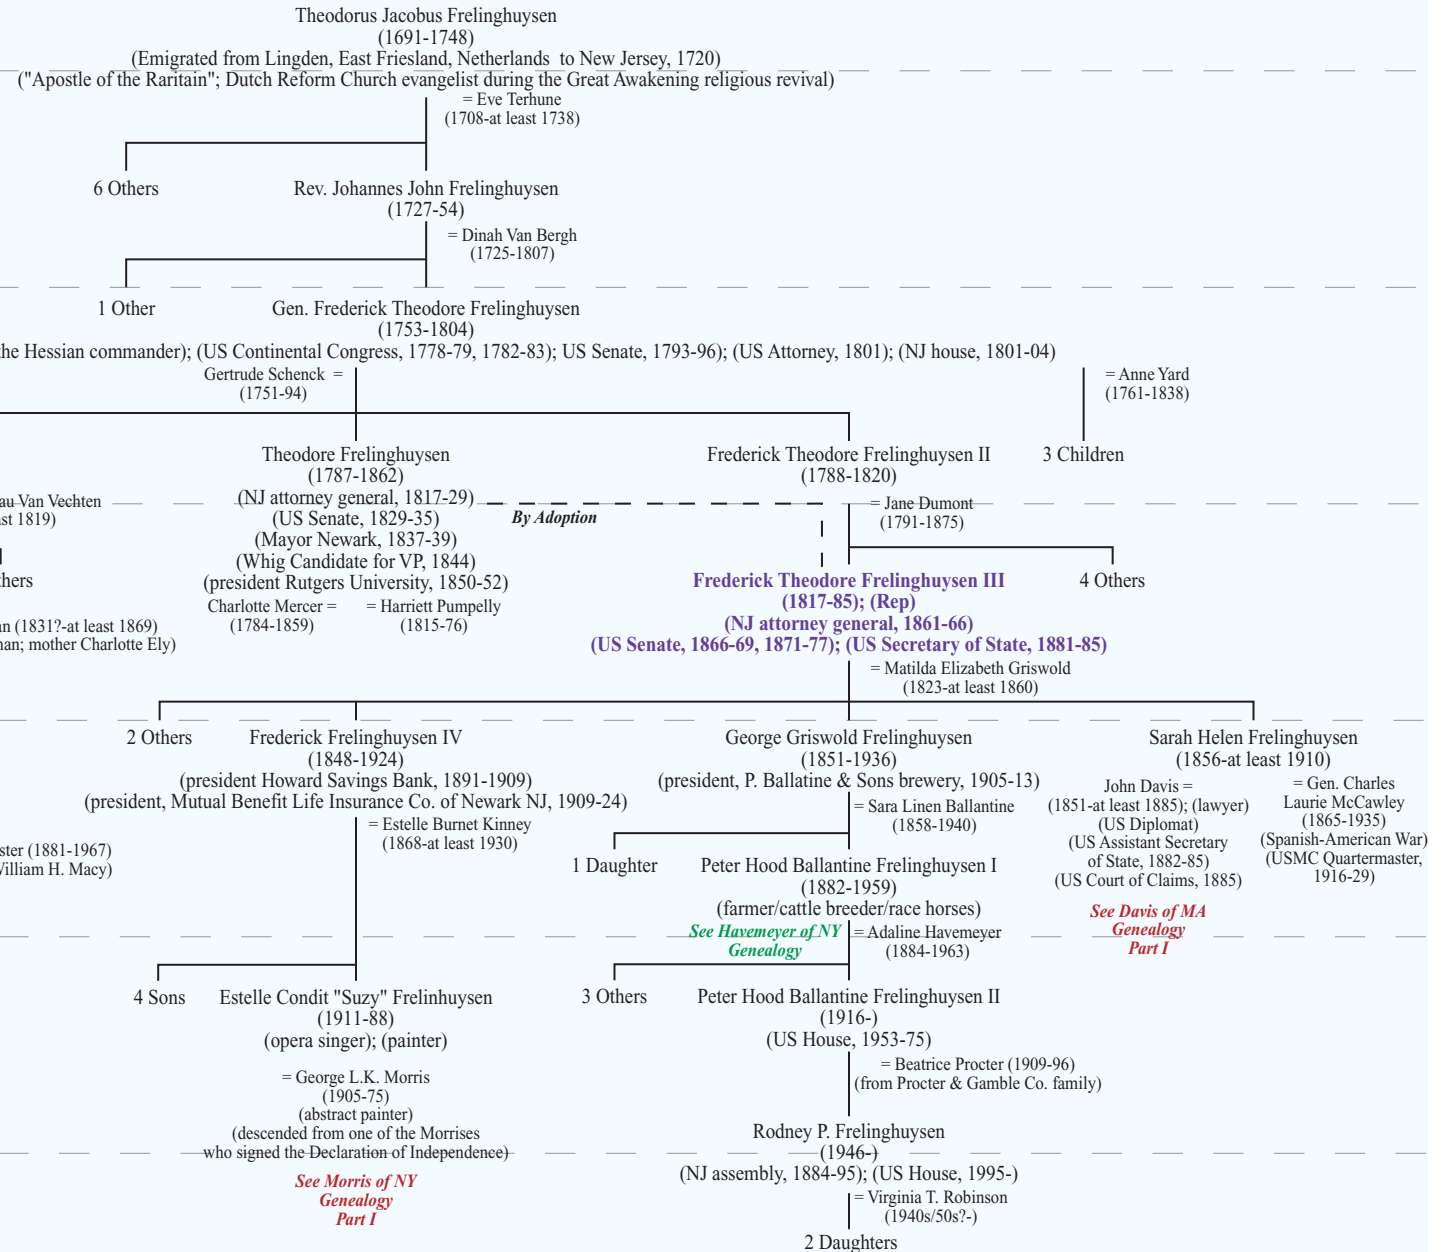 Theodorus Jacobus Frelinghuysen
(1691-1748)
(Emigrated from Lingden, East Friesland, Netherlands to New Jersey, 1720)
("Apostle of the Raritain"; Dutch Reform Church evangelist during the Great Awakening religious revival)
= Eve Terhune
(1708-at least 1738)
6 Others
Rev. Johannes John Frelinghuysen
(1727-54)
= Dinah Van Bergh
(1725-1807)
1 Other
Gen. Frederick Theodore Frelinghuysen
(1753-1804)
the Hessian commander); (US Continental Congress, 1778-79, 1782-83); US Senate, 1793-96); (US Attorney, 1801); (NJ house, 1801-04)
Gertrude Schenck =
(1751-94)
= Anne Yard
(1761-1838)
Theodore Frelinghuysen
(1787-1862)
(NJ attorney general, 1817-29)
(US Senate, 1829-35)
(Mayor Newark, 1837-39)
(Whig Candidate for VP, 1844)
(president Rutgers University, 1850-52)
Charlotte Mercer =
(1784-1859)
= Harriett Pumpelly
(1815-76)
Frederick Theodore Frelinghuysen II
(1788-1820)
3 Children
au Van Vechten
st 1819)
By Adoption
= Jane Dumont
(1791-1875)
hers
n (1831?-at least 1869)
nan; mother Charlotte Ely)
Frederick Theodore Frelinghuysen III
(1817-85); (Rep)
(NJ attorney general, 1861-66)
(US Senate, 1866-69, 1871-77); (US Secretary of State, 1881-85)
4 Others
= Matilda Elizabeth Griswold
(1823-at least 1860)
2 Others
Frederick Frelinghuysen IV
(1848-1924)
(president Howard Savings Bank, 1891-1909)
(president, Mutual Benefit Life Insurance Co. of Newark NJ, 1909-24)
= Estelle Burnet Kinney
(1868-at least 1930)
George Griswold Frelinghuysen
(1851-1936)
(president, P. Ballatine & Sons brewery, 1905-13)
= Sara Linen Ballantine
(1858-1940)
Sarah Helen Frelinghuysen
(1856-at least 1910)
John Davis =
(1851-at least 1885); (lawyer)
(US Diplomat)
(US Assistant Secretary
of State, 1882-85)
(US Court of Claims, 1885)
See Davis of MA
Genealogy
Part I
= Gen. Charles
Laurie McCawley
(1865-1935)
(Spanish-American War)
(USMC Quartermaster,
1916-29)
ster (1881-1967)
Villiam H. Macy)
1 Daughter
Peter Hood Ballantine Frelinghuysen I
(1882-1959)
(farmer/cattle breeder/race horses)
See Havemeyer of NY
Genealogy
= Adaline Havemeyer
(1884-1963)
4 Sons
Estelle Condit "Suzy" Frelinhuysen
(1911-88)
(opera singer); (painter)
= George L.K. Morris
(1905-75)
(abstract painter)
(descended from one of the Morrises
who signed the Declaration of Independence)
See Morris of NY
Genealogy
Part I
3 Others
Peter Hood Ballantine Frelinghuysen II
(1916-)
(US House, 1953-75)
= Beatrice Procter (1909-96)
(from Procter & Gamble Co. family)
Rodney P. Frelinghuysen
(1946-)
(NJ assembly, 1884-95); (US House, 1995-)
= Virginia T. Robinson
(1940s/50s?-)
2 Daughters